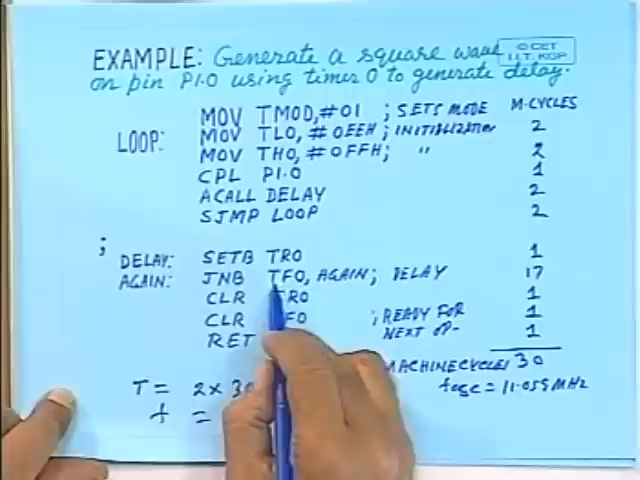 © CET
I.I.T. KGP
EXAMPLE: Generate a square wave
on pin P1.0 using timer 0 to generate delay.
MOV TMOD, #01 ; SETS MODE M-CYCLES
LOOP: MOV TL0, #0EEH ; INITIALIZATION 2
MOV TH0, #0FFH ; " 2
CPL P1.0 1
ACALL DELAY 2
SJMP LOOP 2
;
DELAY: SETB TR0 1
AGAIN: JNB TF0, AGAIN ; DELAY 17
CLR TR0 1
CLR F0 ; READY FOR 1
RET NEXT OP- 1
MACHINE CYCLES 30
T = 2 × 30 fosc = 11.059 MHz
f =